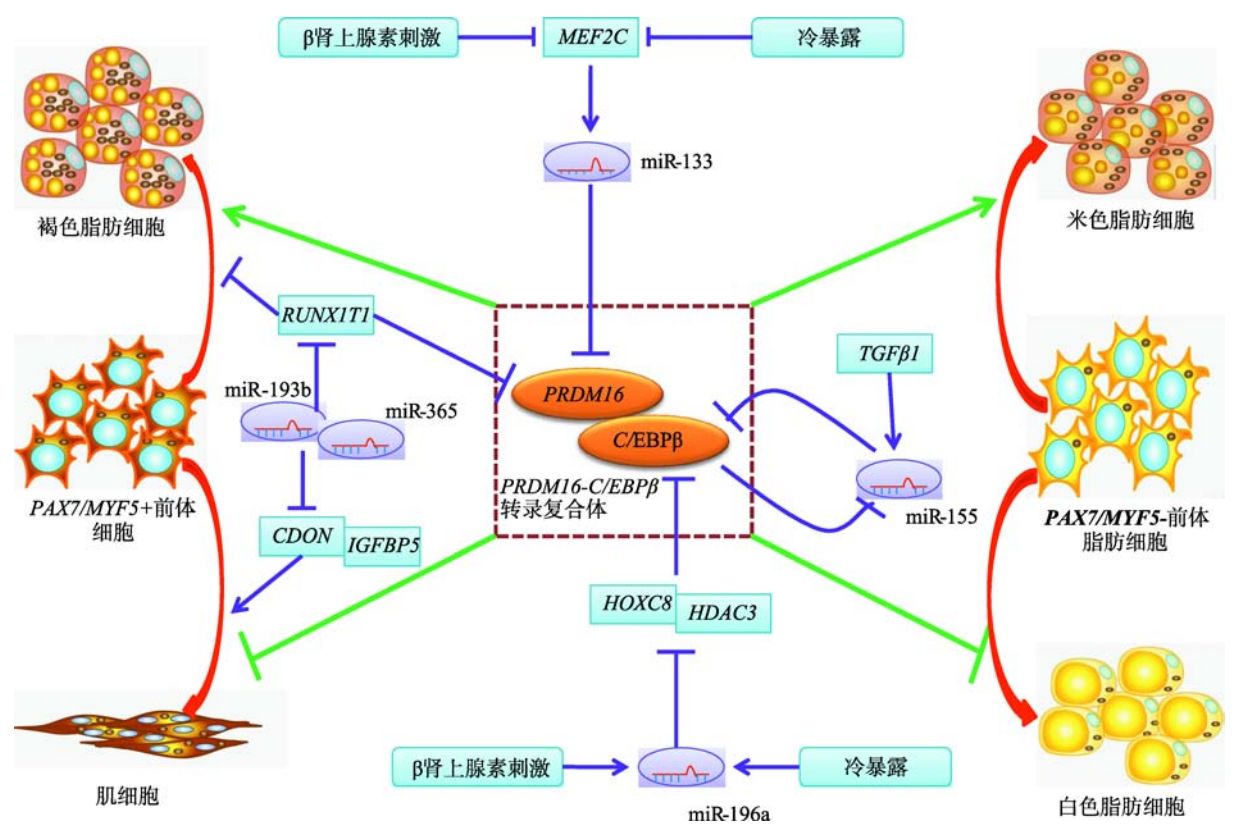 β肾上腺素刺激
MEF2C
冷暴露
miR-133
褐色脂肪细胞
米色脂肪细胞
RUNX1T1
TGFβ1
miR-193b
miR-365
PRDM16
C/EBPβ
PRDM16-C/EBPβ
转录复合体
miR-155
PAX7/MYF5+前体
细胞
PAX7/MYF5-前体
脂肪细胞
CDON
IGFBP5
HOXC8
HDAC3
β肾上腺素刺激
冷暴露
miR-196a
肌细胞
白色脂肪细胞